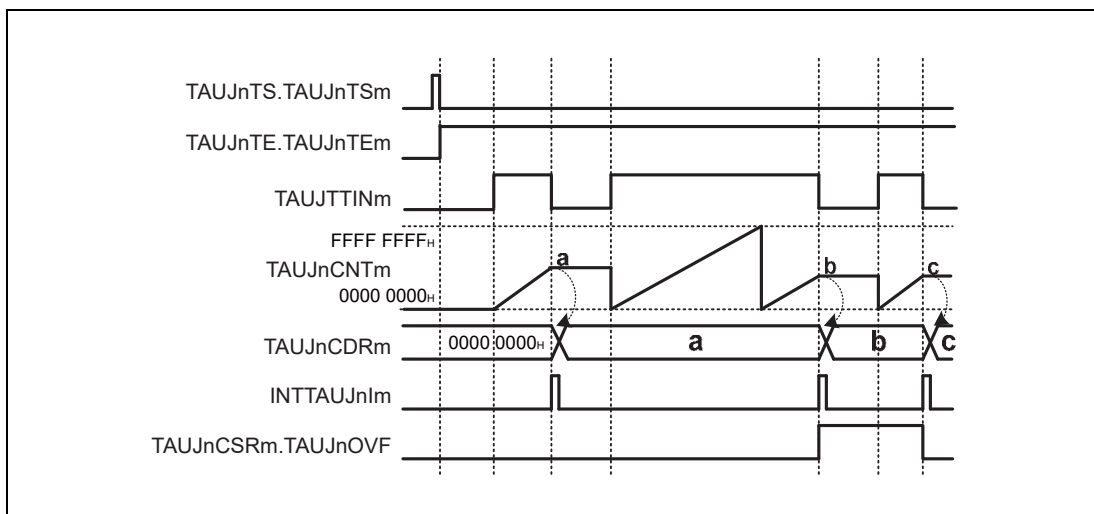 TAUJnTS.TAUJnTSm
TAUJnTE.TAUJnTEm
TAUJTTINm
FFFF FFFFH
TAUJnCNTm
0000 0000H
a
b
c
TAUJnCDRm
0000 0000H
a
b
c
INTTAUJnIm
TAUJnCSRm.TAUJnOVF